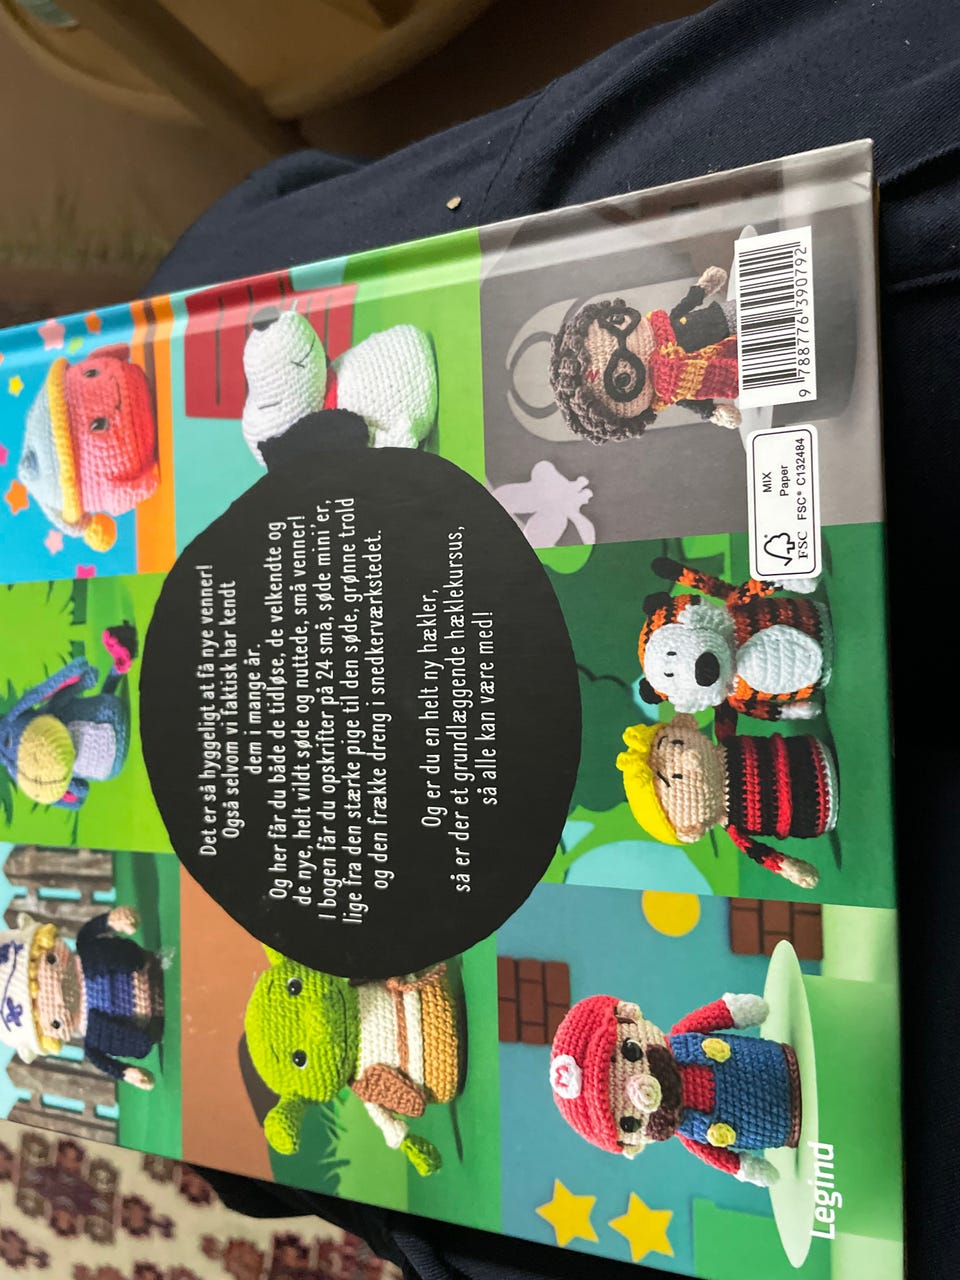 Det er så hyggeligt at få nye venner!
Også selvom vi faktisk har kendt
dem i mange år.
Og her får du både de tidløse, de velkendte og
de nye, helt vildt søde og nuttede, små venner!
I bogen får du opskrifter på 24 små, søde mini'er,
lige fra den stærke pige til den søde, grønne trold
og den frække dreng i snedkerværkstedet.
Og er du en helt ny hækler,
så er der et grundlæggende hæklekursus,
så alle kan være med!
M
Legind
MIX
Paper
FSC
FSC® C132484
9 788776 390792